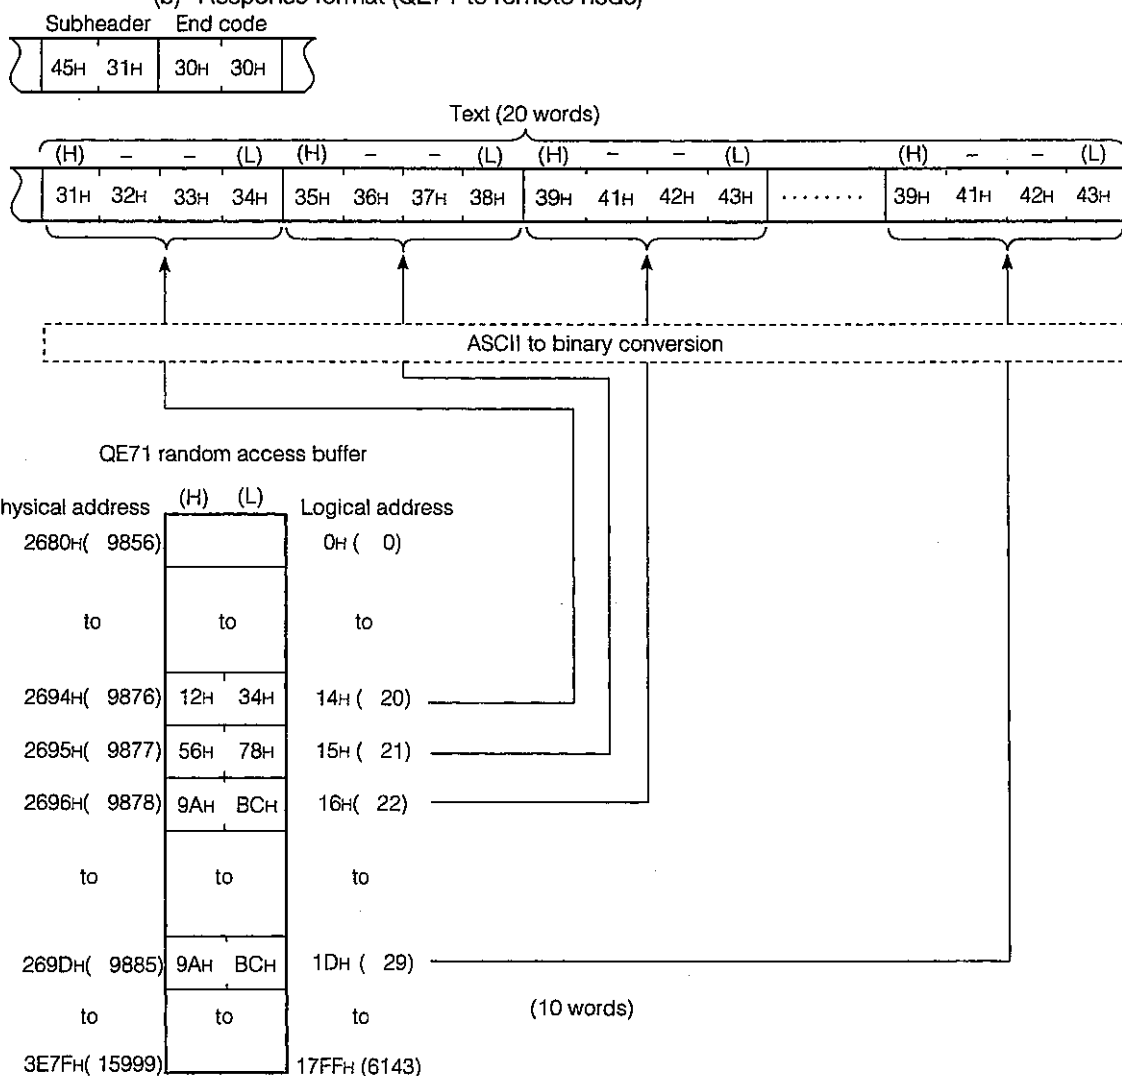 (b) Response format (QE71 to remote node)
Subheader End code
45H 31H 30H 30H
Text (20 words)
(H) – – (L) (H) – – (L) (H) – – (L) (H) – – (L)
31H 32H 33H 34H 35H 36H 37H 38H 39H 41H 42H 43H ........ 39H 41H 42H 43H
ASCII to binary conversion
QE71 random access buffer
hysical address (H) (L) Logical address
2680H( 9856) 0H ( 0)
to to to
2694H( 9876) 12H 34H 14H ( 20)
2695H( 9877) 56H 78H 15H ( 21)
2696H( 9878) 9AH BCH 16H( 22)
to to to
269DH( 9885) 9AH BCH 1DH ( 29)
(10 words)
to to to
3E7FH( 15999) 17FFH (6143)